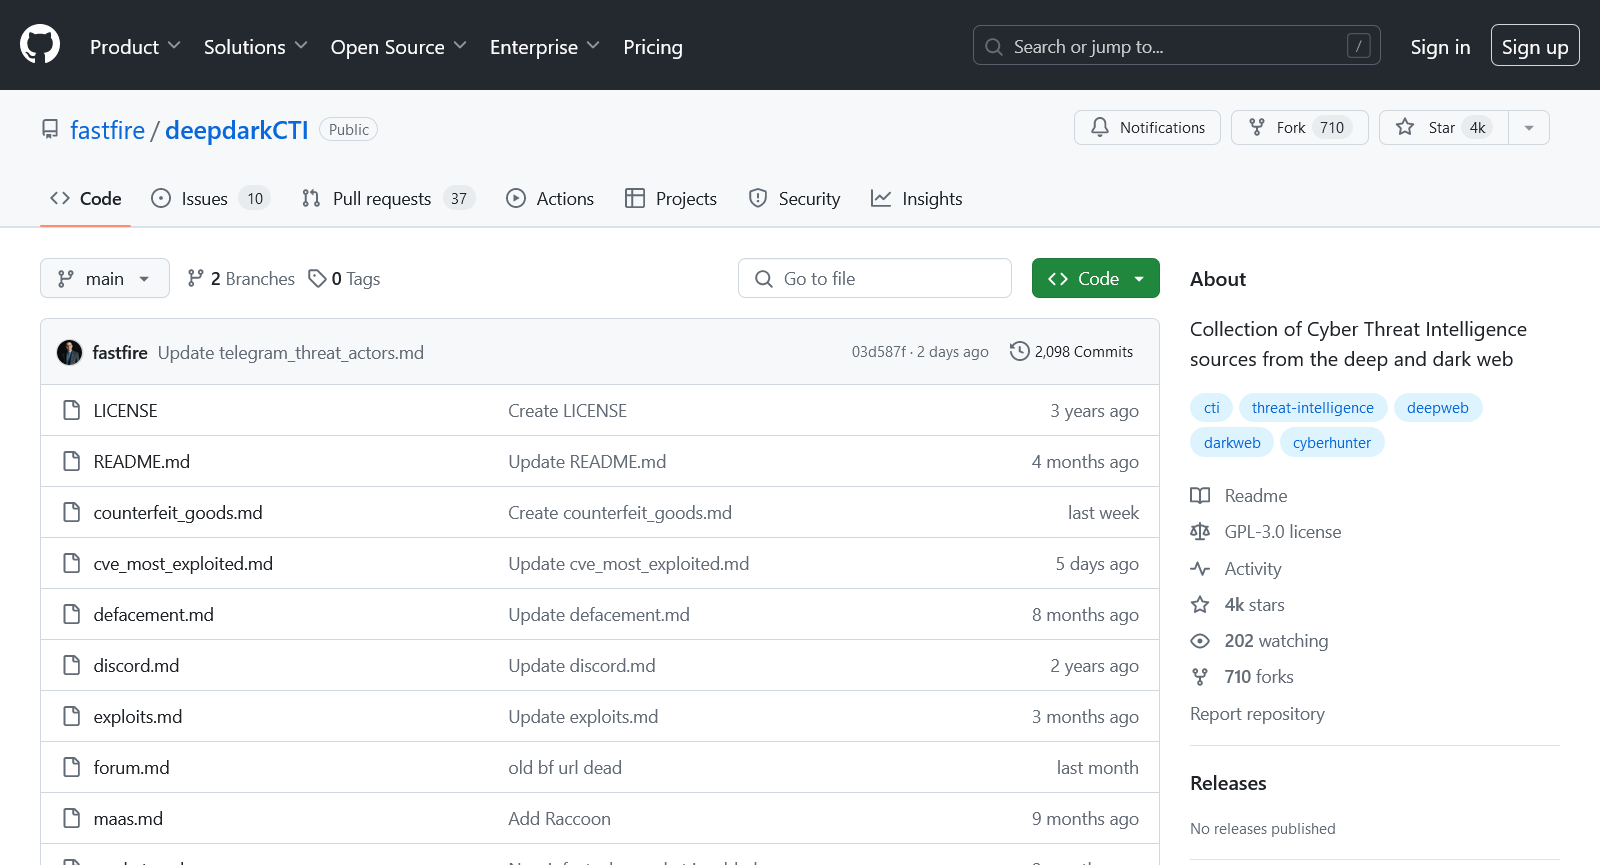 Product Solutions Open Source Enterprise Pricing Search or jump to... / Sign in Sign up
fastfire / deepdarkCTI Public Notifications Fork 710 Star 4k
Code Issues 10 Pull requests 37 Actions Projects Security Insights
main 2 Branches 0 Tags Go to file Code
fastfire Update telegram_threat_actors.md 03d587f · 2 days ago 2,098 Commits
LICENSE Create LICENSE 3 years ago
README.md Update README.md 4 months ago
counterfeit_goods.md Create counterfeit_goods.md last week
cve_most_exploited.md Update cve_most_exploited.md 5 days ago
defacement.md Update defacement.md 8 months ago
discord.md Update discord.md 2 years ago
exploits.md Update exploits.md 3 months ago
forum.md old bf url dead last month
maas.md Add Raccoon 9 months ago
About
Collection of Cyber Threat Intelligence
sources from the deep and dark web
cti threat-intelligence deepweb
darkweb cyberhunter
Readme
GPL-3.0 license
Activity
4k stars
202 watching
710 forks
Report repository
Releases
No releases published